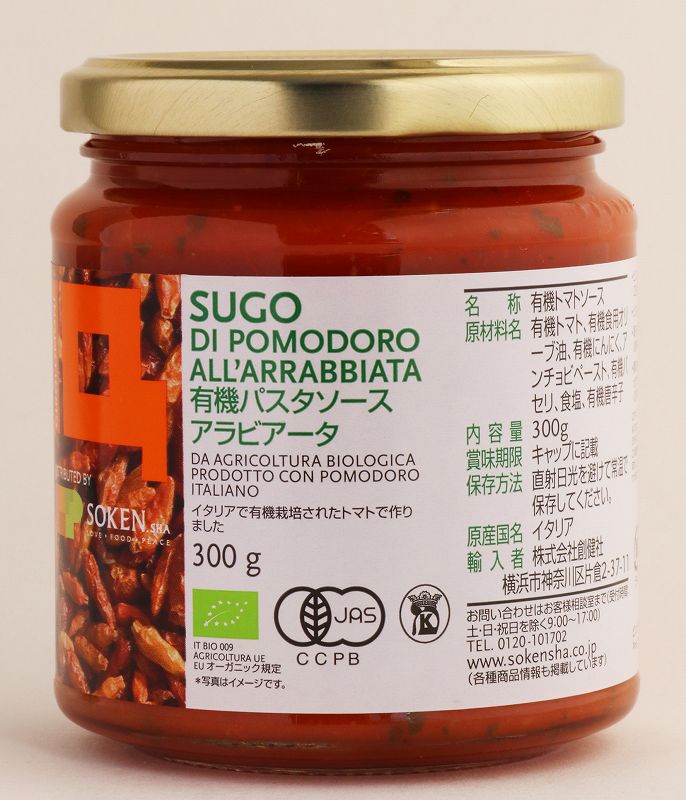 SUGO
DI POMODORO
ALL'ARRABBIATA
有機パスタソース
アラビアータ
DA AGRICOLTURA BIOLOGICA
PRODOTTO CON POMODORO
ITALIANO
イタリアで有機栽培されたトマトで作り
ました
300 g
IT BIO 009
AGRICOLTURA UE
EU オーガニック規定
*写真はイメージです。
JAS
CCPB
K
BY
SOKEN.SHA
LOVE・FOOD・PEACE
名称 有機トマトソース
原材料名 有機トマト、有機食用オリ
ーブ油、有機にんにく、ア
ンチョビペースト、有機パ
セリ、食塩、有機唐辛子
内容量 300g
賞味期限 キャップに記載
保存方法 直射日光を避けて常温で
保存してください。
原産国名 イタリア
輸入者 株式会社創健社
横浜市神奈川区片倉2-37-11
お問い合わせはお客様相談室まで(受付時間
土・日・祝日を除く9:00~17:00)
TEL. 0120-101702
www.sokensha.co.jp
(各種商品情報も掲載しています)